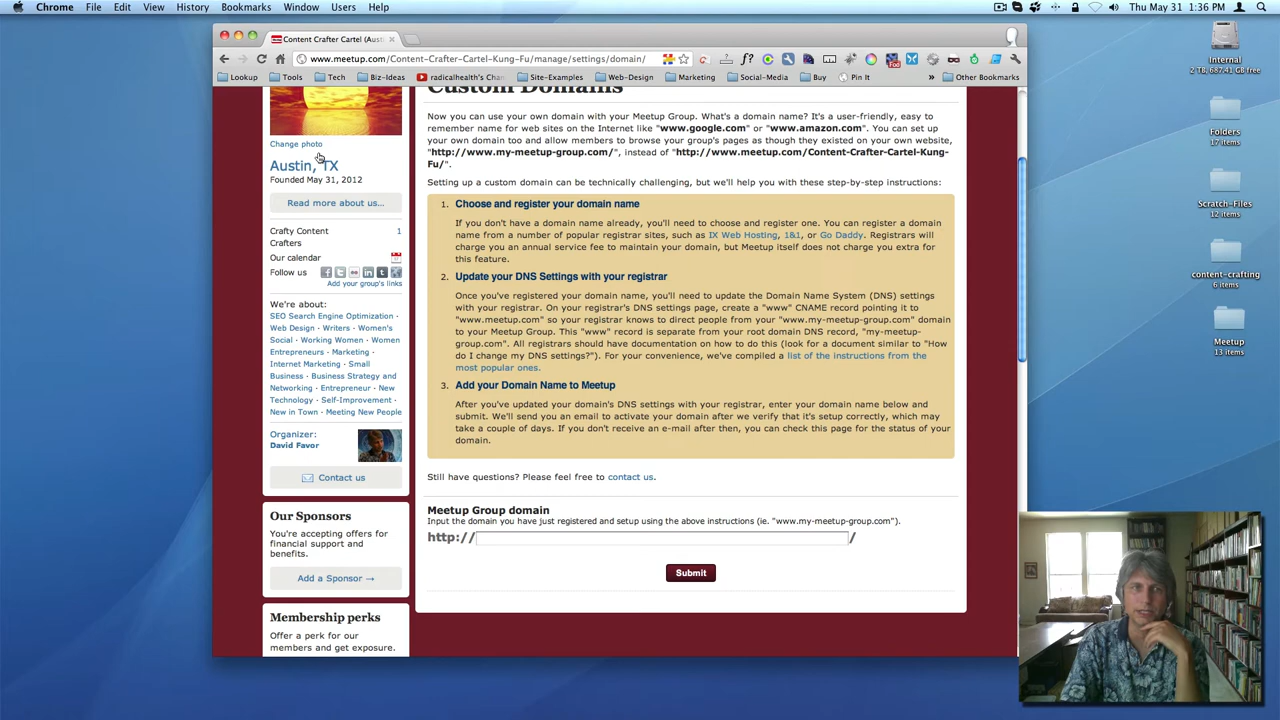 Chrome File Edit View History Bookmarks Window Users Help Thu May 31 1:36 PM
Content Crafter Cartel (Aus
www.meetup.com/Content-Crafter-Cartel-Kung-Fu/manage/settings/domain/
Lookup Tools Tech Biz-Ideas radicalhealth's Chan Site-Examples Web-Design Marketing Social-Media Buy Pin It » Other Bookmarks
Change photo
Austin, TX
Founded May 31, 2012
Read more about us...
Crafty Content 1
Crafters
Our calendar
Follow us
Add your group's links
We're about:
SEO Search Engine Optimization ·
Web Design · Writers · Women's
Social · Working Women · Women
Entrepreneurs · Marketing ·
Internet Marketing · Small
Business · Business Strategy and
Networking · Entrepreneur · New
Technology · Self-Improvement ·
New in Town · Meeting New People
Organizer:
David Favor
Contact us
Our Sponsors
You're accepting offers for
financial support and
benefits.
Add a Sponsor →
Membership perks
Offer a perk for our
members and get exposure.
Custom Domains
Now you can use your own domain with your Meetup Group. What's a domain name? It's a user-friendly, easy to
remember name for web sites on the Internet like "www.google.com" or "www.amazon.com". You can set up
your own domain too and allow members to browse your group's pages as though they existed on your own website,
"http://www.my-meetup-group.com/", instead of "http://www.meetup.com/Content-Crafter-Cartel-Kung-
Fu/".
Setting up a custom domain can be technically challenging, but we'll help you with these step-by-step instructions:
1. Choose and register your domain name
If you don't have a domain name already, you'll need to choose and register one. You can register a domain
name from a number of popular registrar sites, such as IX Web Hosting, 1&1, or Go Daddy. Registrars will
charge you an annual service fee to maintain your domain, but Meetup itself does not charge you extra for
this feature.
2. Update your DNS Settings with your registrar
Once you've registered your domain name, you'll need to update the Domain Name System (DNS) settings
with your registrar. On your registrar's DNS settings page, create a "www" CNAME record pointing it to
"www.meetup.com" so your registrar knows to direct people from your "www.my-meetup-group.com" domain
to your Meetup Group. This "www" record is separate from your root domain DNS record, "my-meetup-
group.com". All registrars should have documentation on how to do this (look for a document similar to "How
do I change my DNS settings?"). For your convenience, we've compiled a list of the instructions from the
most popular ones.
3. Add your Domain Name to Meetup
After you've updated your domain's DNS settings with your registrar, enter your domain name below and
submit. We'll send you an email to activate your domain after we verify that it's setup correctly, which may
take a couple of days. If you don't receive an e-mail after then, you can check this page for the status of your
domain.
Still have questions? Please feel free to contact us.
Meetup Group domain
Input the domain you have just registered and setup using the above instructions (ie. "www.my-meetup-group.com").
http:// /
Submit
Internal
2 TB, 687.41 GB free
Folders
17 items
Scratch-Files
12 items
content-crafting
6 items
Meetup
13 items